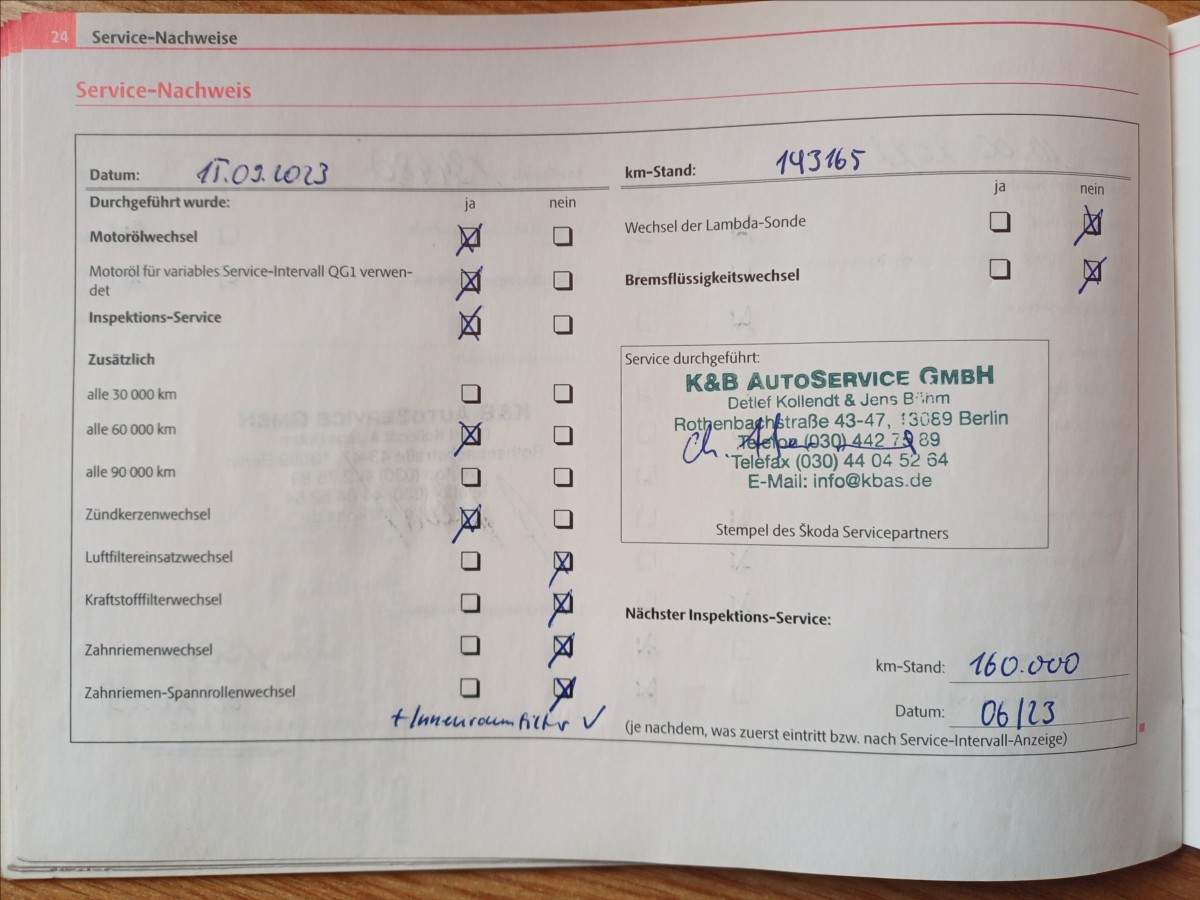 24 Service-Nachweise
Service-Nachweis
Datum: 15.09.2023
km-Stand: 143165
Durchgeführt wurde: ja nein
Motorölwechsel
Motoröl für variables Service-Intervall QG1 verwen-
det
Inspektions-Service
Zusätzlich
alle 30 000 km
alle 60 000 km
alle 90 000 km
Zündkerzenwechsel
Luftfiltereinsatzwechsel
Kraftstofffilterwechsel
Zahnriemenwechsel
Zahnriemen-Spannrollenwechsel
+ Innenraumfilter ✓
ja nein
Wechsel der Lambda-Sonde
Bremsflüssigkeitswechsel
Service durchgeführt:
K&B AUTOSERVICE GMBH
Detlef Kollendt & Jens Böhm
Rothenbachstraße 43-47, 13089 Berlin
(030) 442 79 89
Telefax (030) 44 04 52 64
E-Mail: info@kbas.de
Stempel des Škoda Servicepartners
Nächster Inspektions-Service:
km-Stand: 160.000
Datum: 06/23
(je nachdem, was zuerst eintritt bzw. nach Service-Intervall-Anzeige)